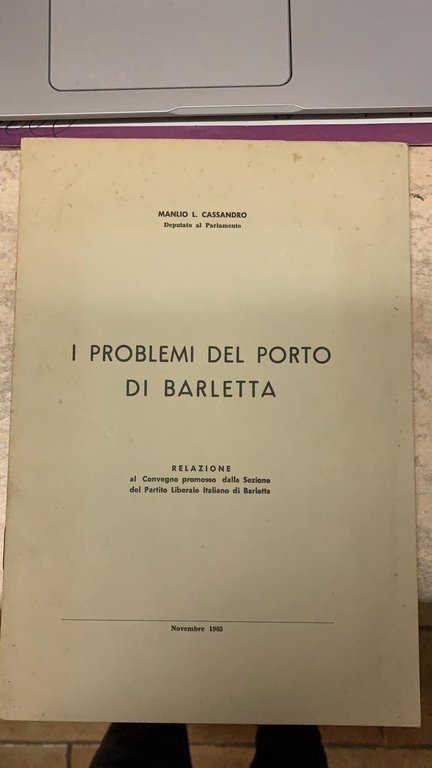 MANLIO L. CASSANDRO
Deputato al Parlamento
I PROBLEMI DEL PORTO
DI BARLETTA
RELAZIONE
al Convegno promosso dalla Sezione
del Partito Liberale Italiano di Barletta
Novembre 1965